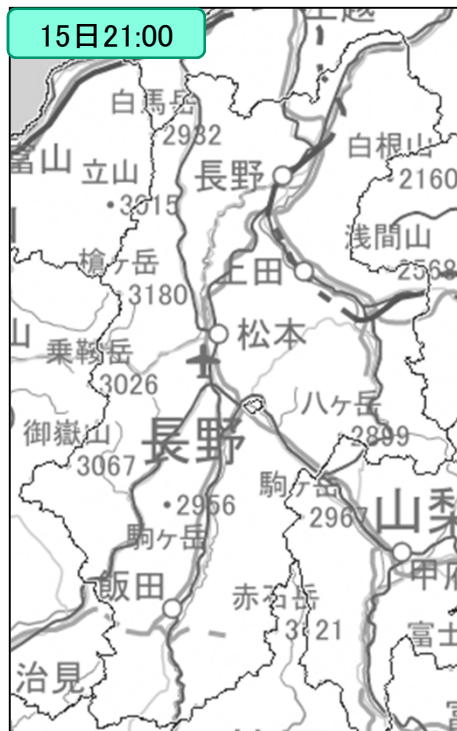 15日21:00
上越
白馬岳
2932
富山
立山
3015
長野
白根山
2160
浅間山
2568
槍ヶ岳
3180
上田
松本
乗鞍岳
3026
八ヶ岳
2899
御嶽山
3067
長野
駒ヶ岳
2967
山梨
2956
駒ヶ岳
甲府
飯田
赤石岳
3121
富士
治見
富